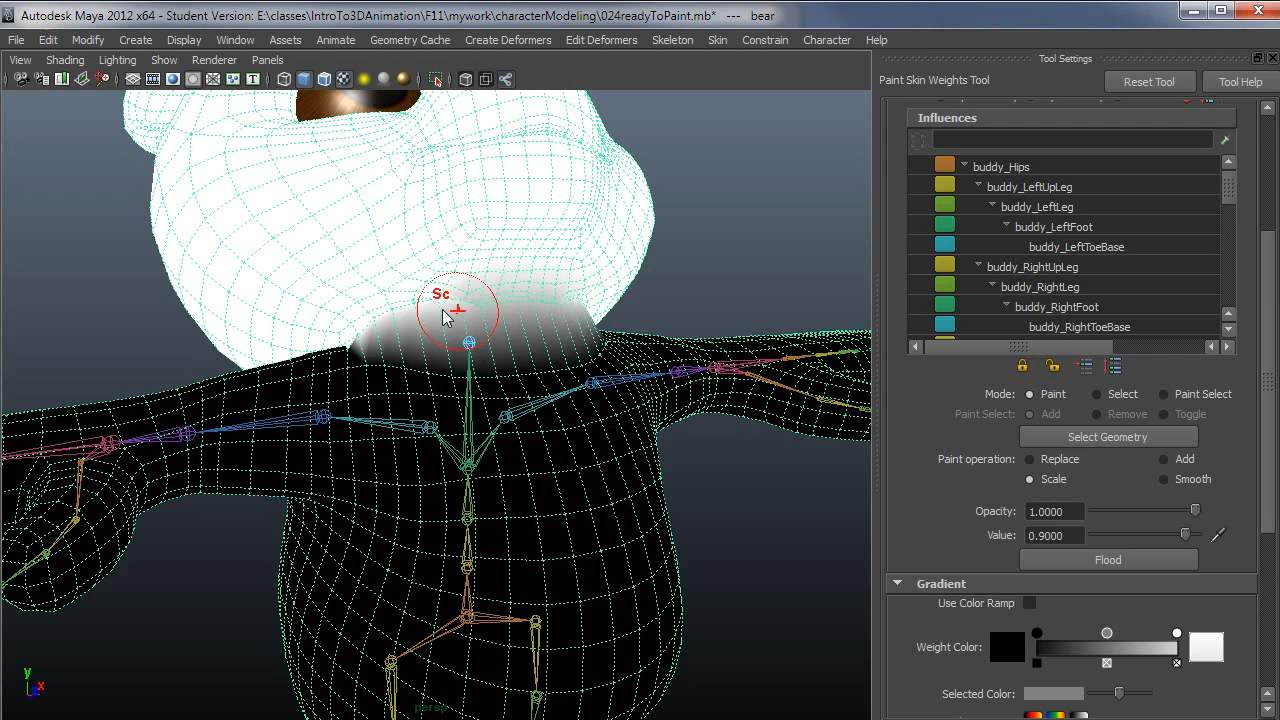 Autodesk Maya 2012 x64 - Student Version: E:\classes\IntroTo3DAnimation\F11\mywork\characterModeling\024readyToPaint.mb* --- bear
File Edit Modify Create Display Window Assets Animate Geometry Cache Create Deformers Edit Deformers Skeleton Skin Constrain Character Help
View Shading Lighting Show Renderer Panels
Tool Settings
Paint Skin Weights Tool
Reset Tool
Tool Help
Influences
buddy_Hips
buddy_LeftUpLeg
buddy_LeftLeg
buddy_LeftFoot
buddy_LeftToeBase
buddy_RightUpLeg
buddy_RightLeg
buddy_RightFoot
buddy_RightToeBase
Mode: Paint Select Paint Select
Paint Select: Add Remove Toggle
Select Geometry
Paint operation: Replace Add
Scale Smooth
Opacity: 1.0000
Value: 0.9000
Flood
Gradient
Use Color Ramp
Weight Color:
Selected Color:
Sc
y
x
z
persp